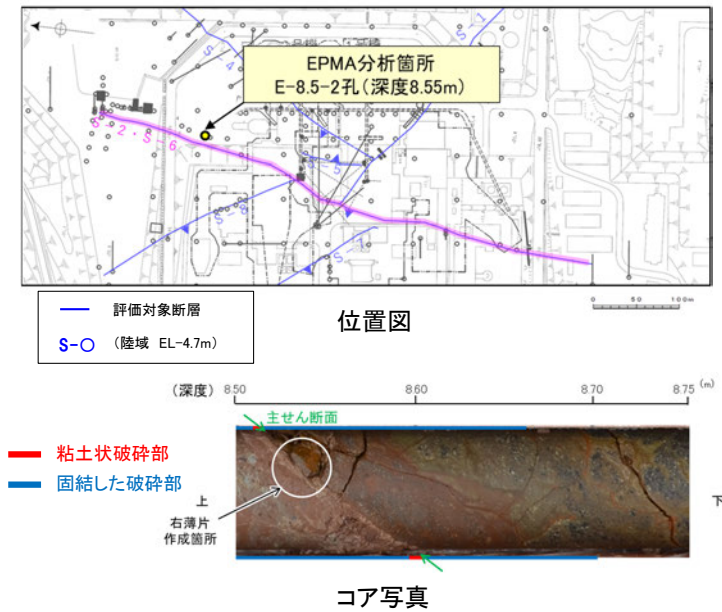 S-1
S-4
EPMA分析箇所
E-8.5-2孔(深度8.55m)
S-2・S-6
S-5
S-8
S-7
0 50 100m
評価対象断層
S-○ (陸域 EL-4.7m)
位置図
(深度) 8.50 8.60 8.70 8.75 (m)
主せん断面
粘土状破砕部
固結した破砕部
上
下
右薄片
作成箇所
コア写真